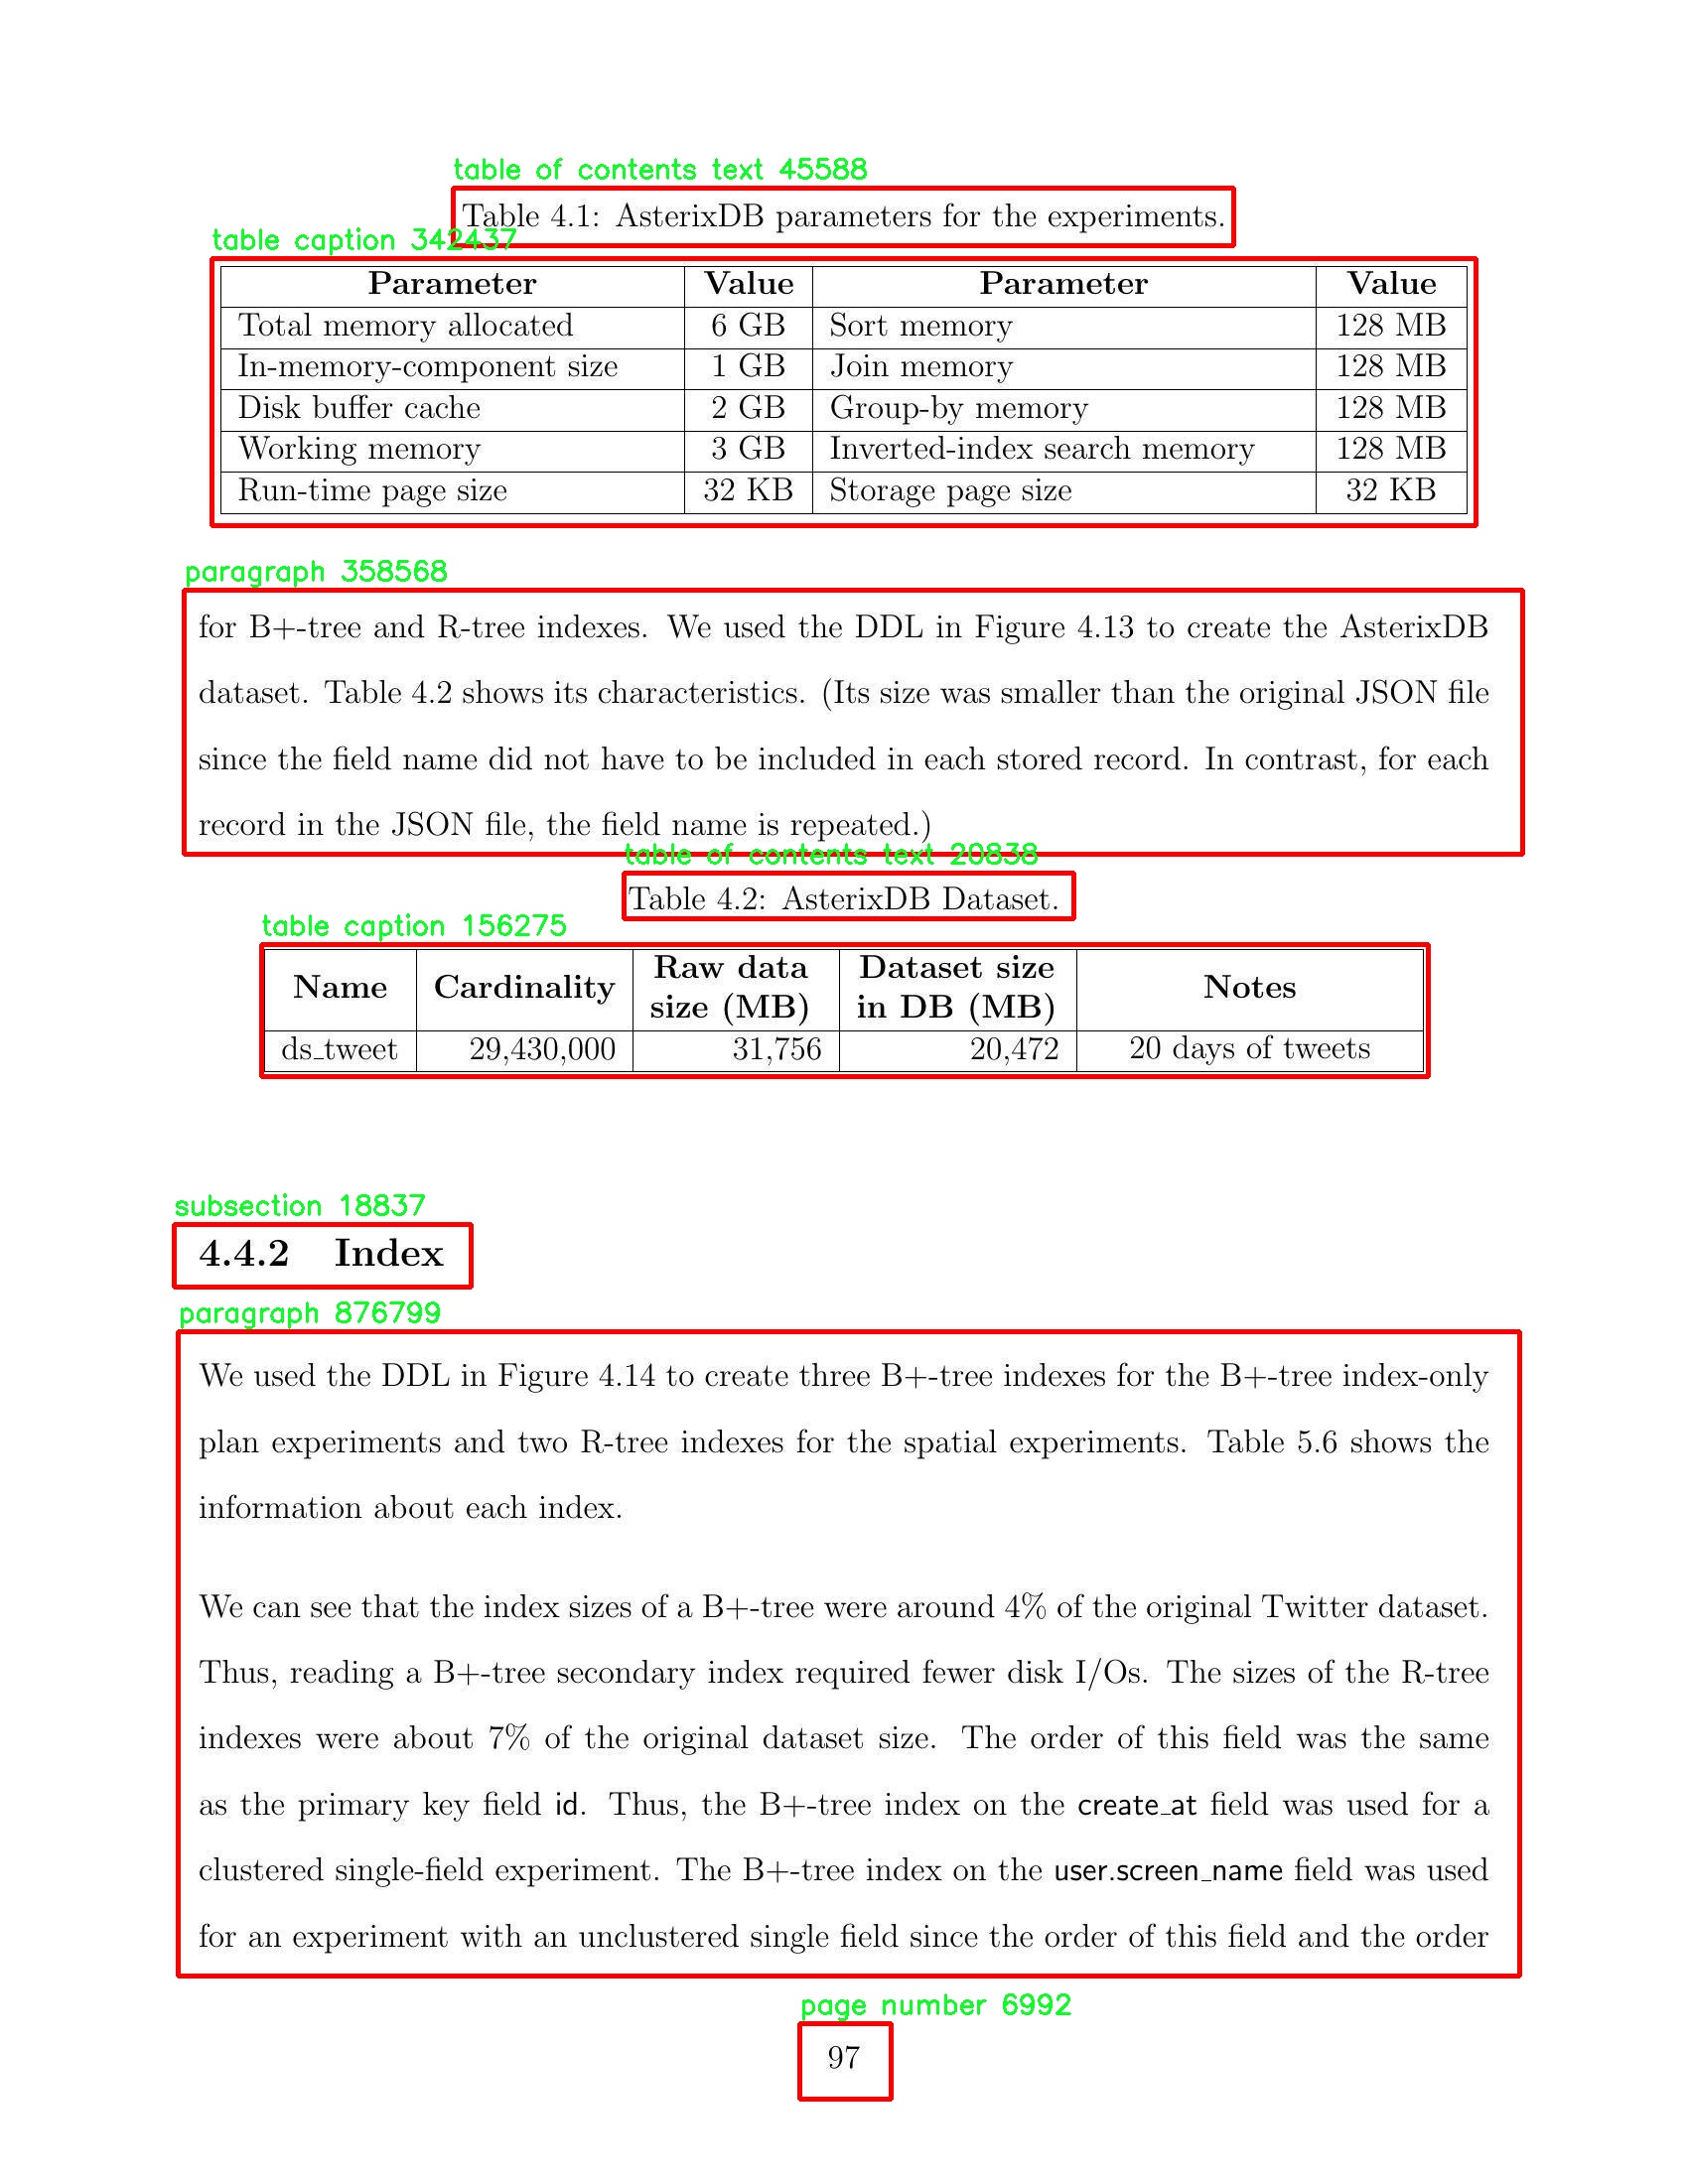 table of contents text 45588
Table 4.1: AsterixDB parameters for the experiments.
table caption 342437
Parameter Value Parameter Value
Total memory allocated 6 GB Sort memory 128 MB
In-memory-component size 1 GB Join memory 128 MB
Disk buffer cache 2 GB Group-by memory 128 MB
Working memory 3 GB Inverted-index search memory 128 MB
Run-time page size 32 KB Storage page size 32 KB
paragraph 358568
for B+-tree and R-tree indexes. We used the DDL in Figure 4.13 to create the AsterixDB
dataset. Table 4.2 shows its characteristics. (Its size was smaller than the original JSON file
since the field name did not have to be included in each stored record. In contrast, for each
record in the JSON file, the field name is repeated.)
table of contents text 20838
Table 4.2: AsterixDB Dataset.
table caption 156275
Name Cardinality Raw data size (MB) Dataset size in DB (MB) Notes
ds_tweet 29,430,000 31,756 20,472 20 days of tweets
subsection 18837
4.4.2 Index
paragraph 876799
We used the DDL in Figure 4.14 to create three B+-tree indexes for the B+-tree index-only
plan experiments and two R-tree indexes for the spatial experiments. Table 5.6 shows the
information about each index.
We can see that the index sizes of a B+-tree were around 4% of the original Twitter dataset.
Thus, reading a B+-tree secondary index required fewer disk I/Os. The sizes of the R-tree
indexes were about 7% of the original dataset size. The order of this field was the same
as the primary key field id. Thus, the B+-tree index on the create_at field was used for a
clustered single-field experiment. The B+-tree index on the user.screen_name field was used
for an experiment with an unclustered single field since the order of this field and the order
page number 6992
97